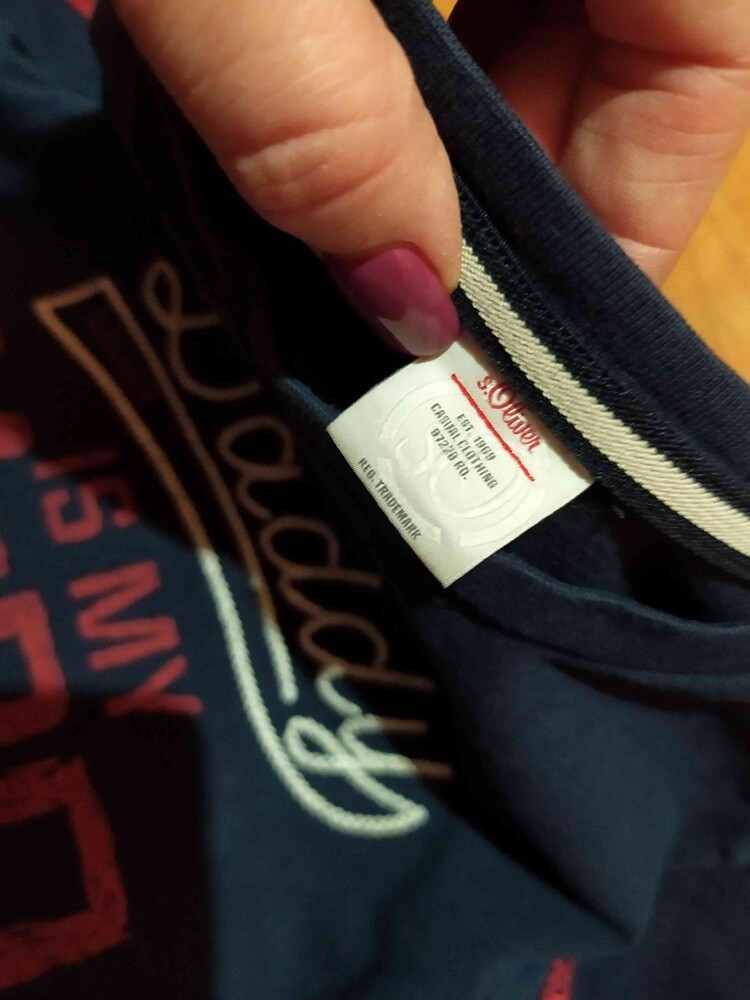 s.Oliver
EST. 1969
CASUAL CLOTHING
97228 RO.
REG. TRADEMARK
Daddy
IS MY